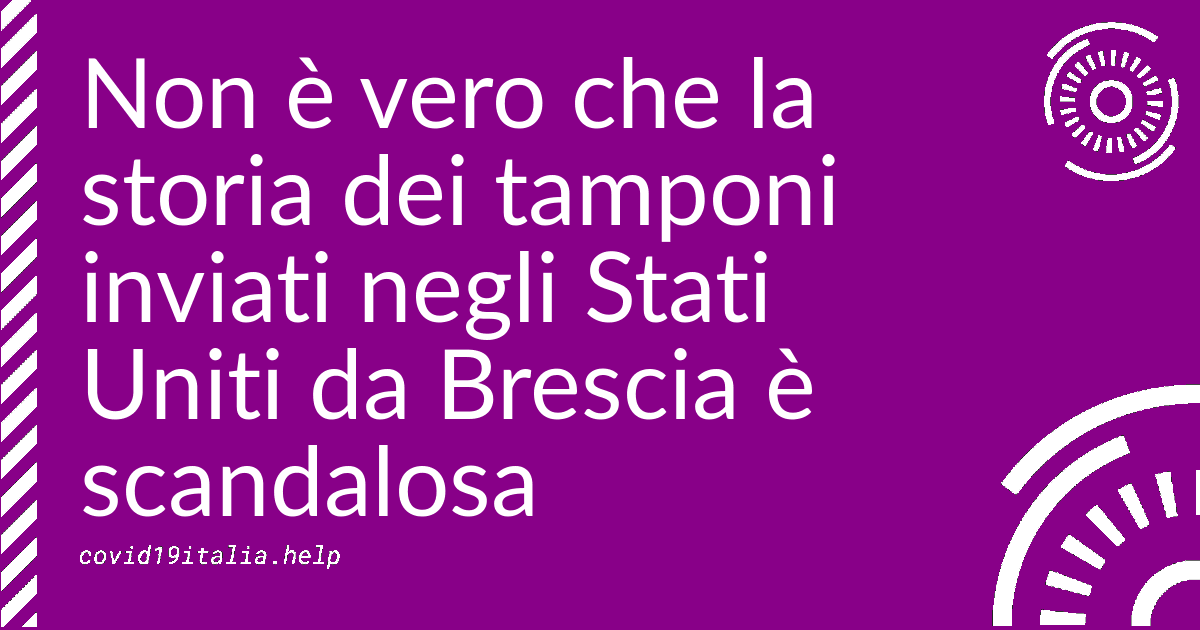 Non è vero che la
storia dei tamponi
inviati negli Stati
Uniti da Brescia è
scandalosa
covid19italia.help